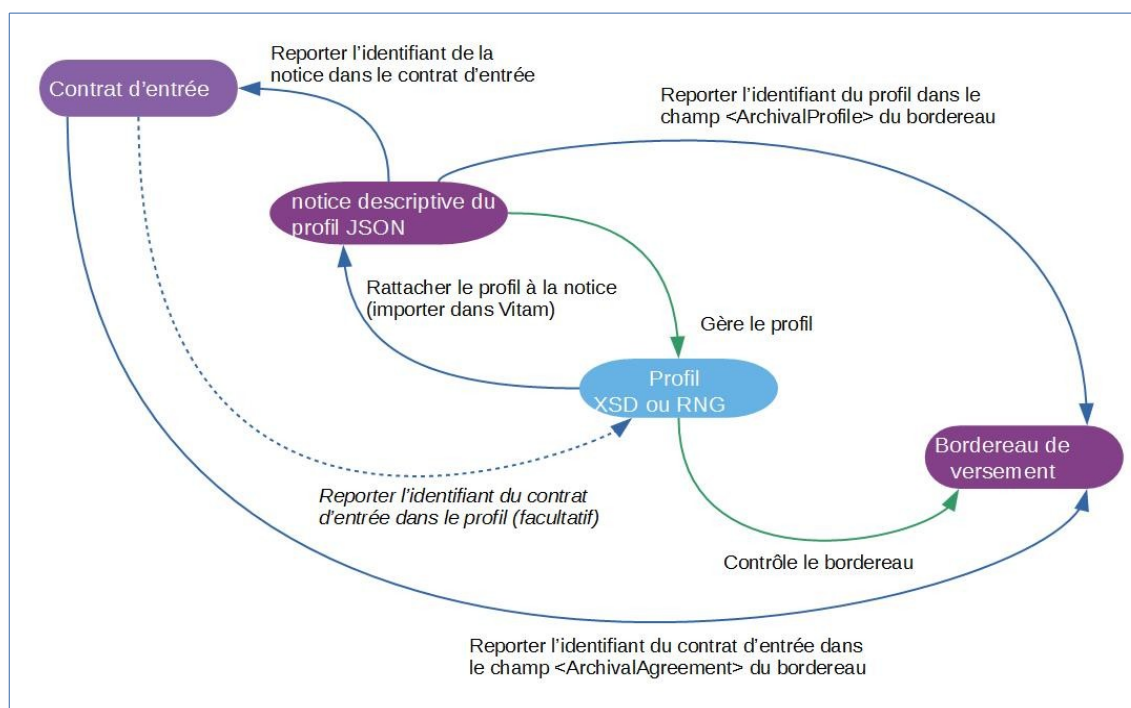 Reporter l’identifiant de la
notice dans le contrat d’entrée
Contrat d’entrée
Reporter l’identifiant du profil dans le
champ <ArchivalProfile> du bordereau
notice descriptive du
profil JSON
Rattacher le profil à la notice
(importer dans Vitam)
Gère le profil
Profil
XSD ou RNG
Bordereau de
versement
Reporter l’identifiant du contrat
d’entrée dans le profil (facultatif)
Contrôle le bordereau
Reporter l’identifiant du contrat d’entrée dans
le champ <ArchivalAgreement> du bordereau